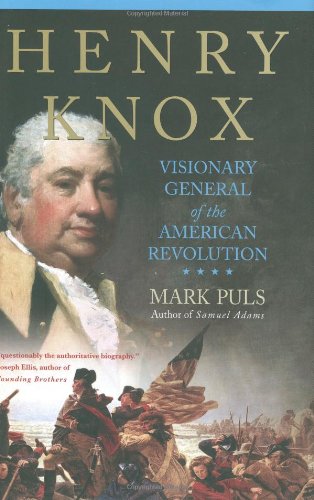 HENRY
KNOX
VISIONARY
GENERAL
of the
AMERICAN
REVOLUTION
★★★★
MARK PULS
Author of Samuel Adams
questionably the authoritative biography."
Joseph Ellis, author of
ounding Brothers